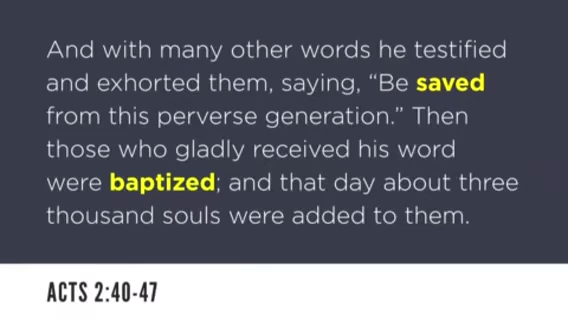 And with many other words he testified
and exhorted them, saying, “Be saved
from this perverse generation.” Then
those who gladly received his word
were baptized; and that day about three
thousand souls were added to them.
ACTS 2:40-47